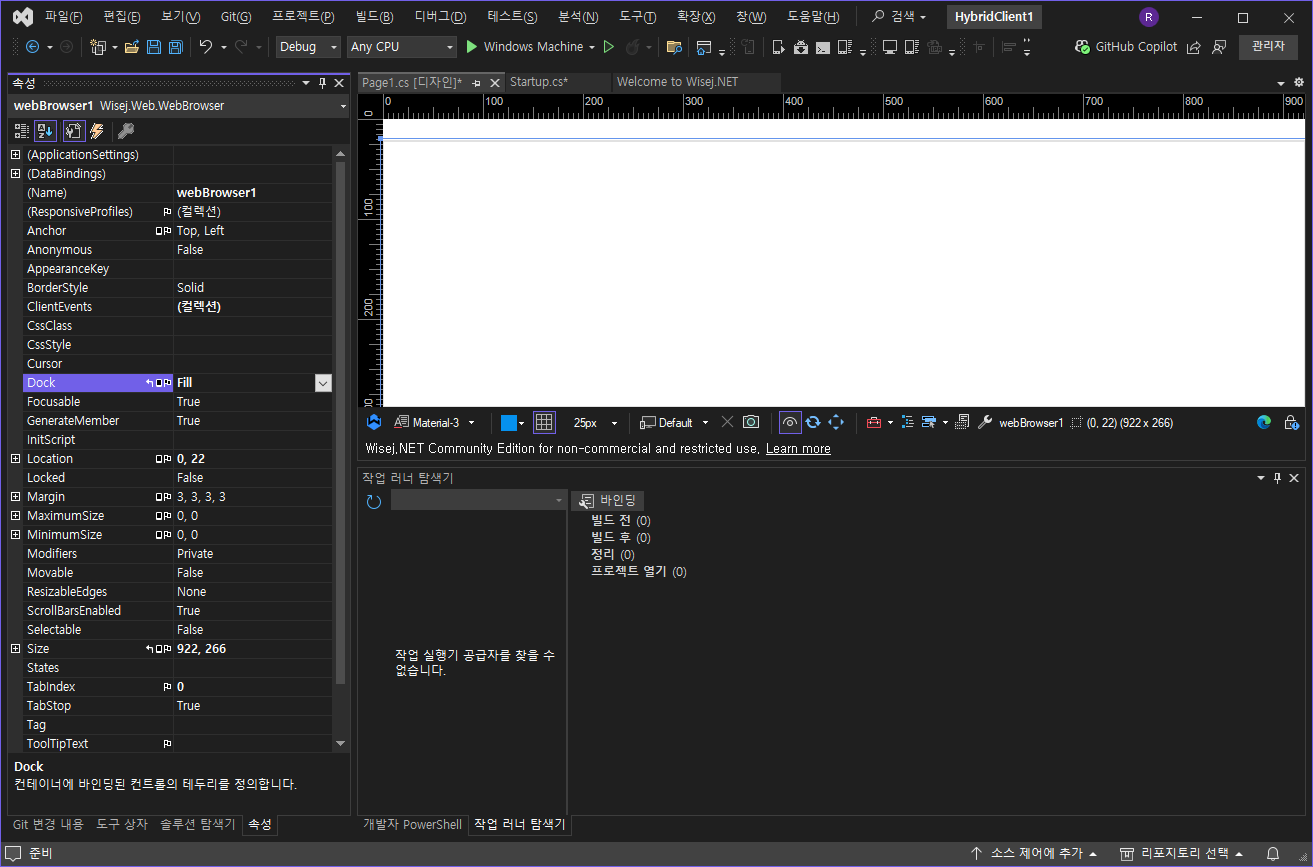 파일(F) 편집(E) 보기(V) Git(G) 프로젝트(P) 빌드(B) 디버그(D) 테스트(S) 분석(N) 도구(T) 확장(X) 창(W) 도움말(H) 검색 HybridClient1 R
Debug Any CPU Windows Machine GitHub Copilot 관리자
속성
webBrowser1 Wisej.Web.WebBrowser
(ApplicationSettings)
(DataBindings)
(Name) webBrowser1
(ResponsiveProfiles) (컬렉션)
Anchor Top, Left
Anonymous False
AppearanceKey
BorderStyle Solid
ClientEvents (컬렉션)
CssClass
CssStyle
Cursor
Dock Fill
Focusable True
GenerateMember True
InitScript
Location 0, 22
Locked False
Margin 3, 3, 3, 3
MaximumSize 0, 0
MinimumSize 0, 0
Modifiers Private
Movable False
ResizableEdges None
ScrollBarsEnabled True
Selectable False
Size 922, 266
States
TabIndex 0
TabStop True
Tag
ToolTipText
Dock
컨테이너에 바인딩된 컨트롤의 테두리를 정의합니다.
Git 변경 내용 도구 상자 솔루션 탐색기 속성
Page1.cs [디자인]* Startup.cs* Welcome to Wisej.NET
0 100 200 300 400 500 600 700 800 900
0
100
200
Material-3 25px Default webBrowser1 (0, 22) (922 x 266)
Wisej.NET Community Edition for non-commercial and restricted use. Learn more
작업 러너 탐색기
바인딩
빌드 전 (0)
빌드 후 (0)
정리 (0)
프로젝트 열기 (0)
작업 실행기 공급자를 찾을 수
없습니다.
개발자 PowerShell 작업 러너 탐색기
준비 소스 제어에 추가 리포지토리 선택